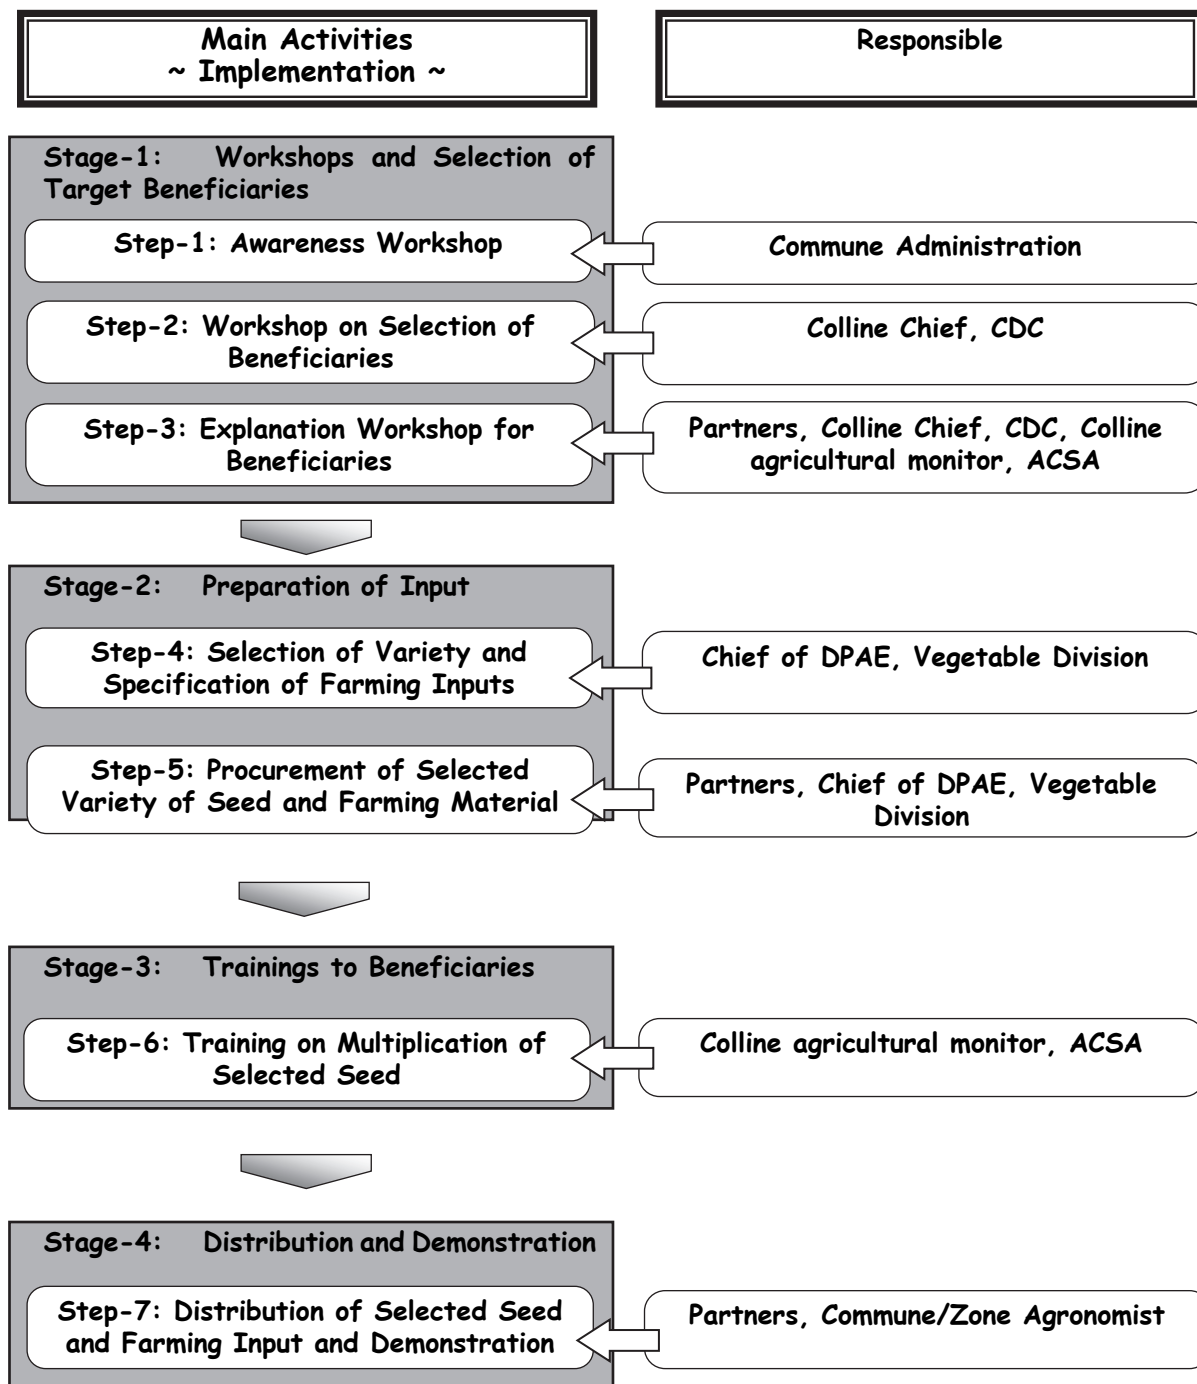 Main Activities
~ Implementation ~
Responsible
Stage-1: Workshops and Selection of
Target Beneficiaries
Step-1: Awareness Workshop
Commune Administration
Step-2: Workshop on Selection of
Beneficiaries
Colline Chief, CDC
Step-3: Explanation Workshop for
Beneficiaries
Partners, Colline Chief, CDC, Colline
agricultural monitor, ACSA
Stage-2: Preparation of Input
Step-4: Selection of Variety and
Specification of Farming Inputs
Chief of DPAE, Vegetable Division
Step-5: Procurement of Selected
Variety of Seed and Farming Material
Partners, Chief of DPAE, Vegetable
Division
Stage-3: Trainings to Beneficiaries
Step-6: Training on Multiplication of
Selected Seed
Colline agricultural monitor, ACSA
Stage-4: Distribution and Demonstration
Step-7: Distribution of Selected Seed
and Farming Input and Demonstration
Partners, Commune/Zone Agronomist